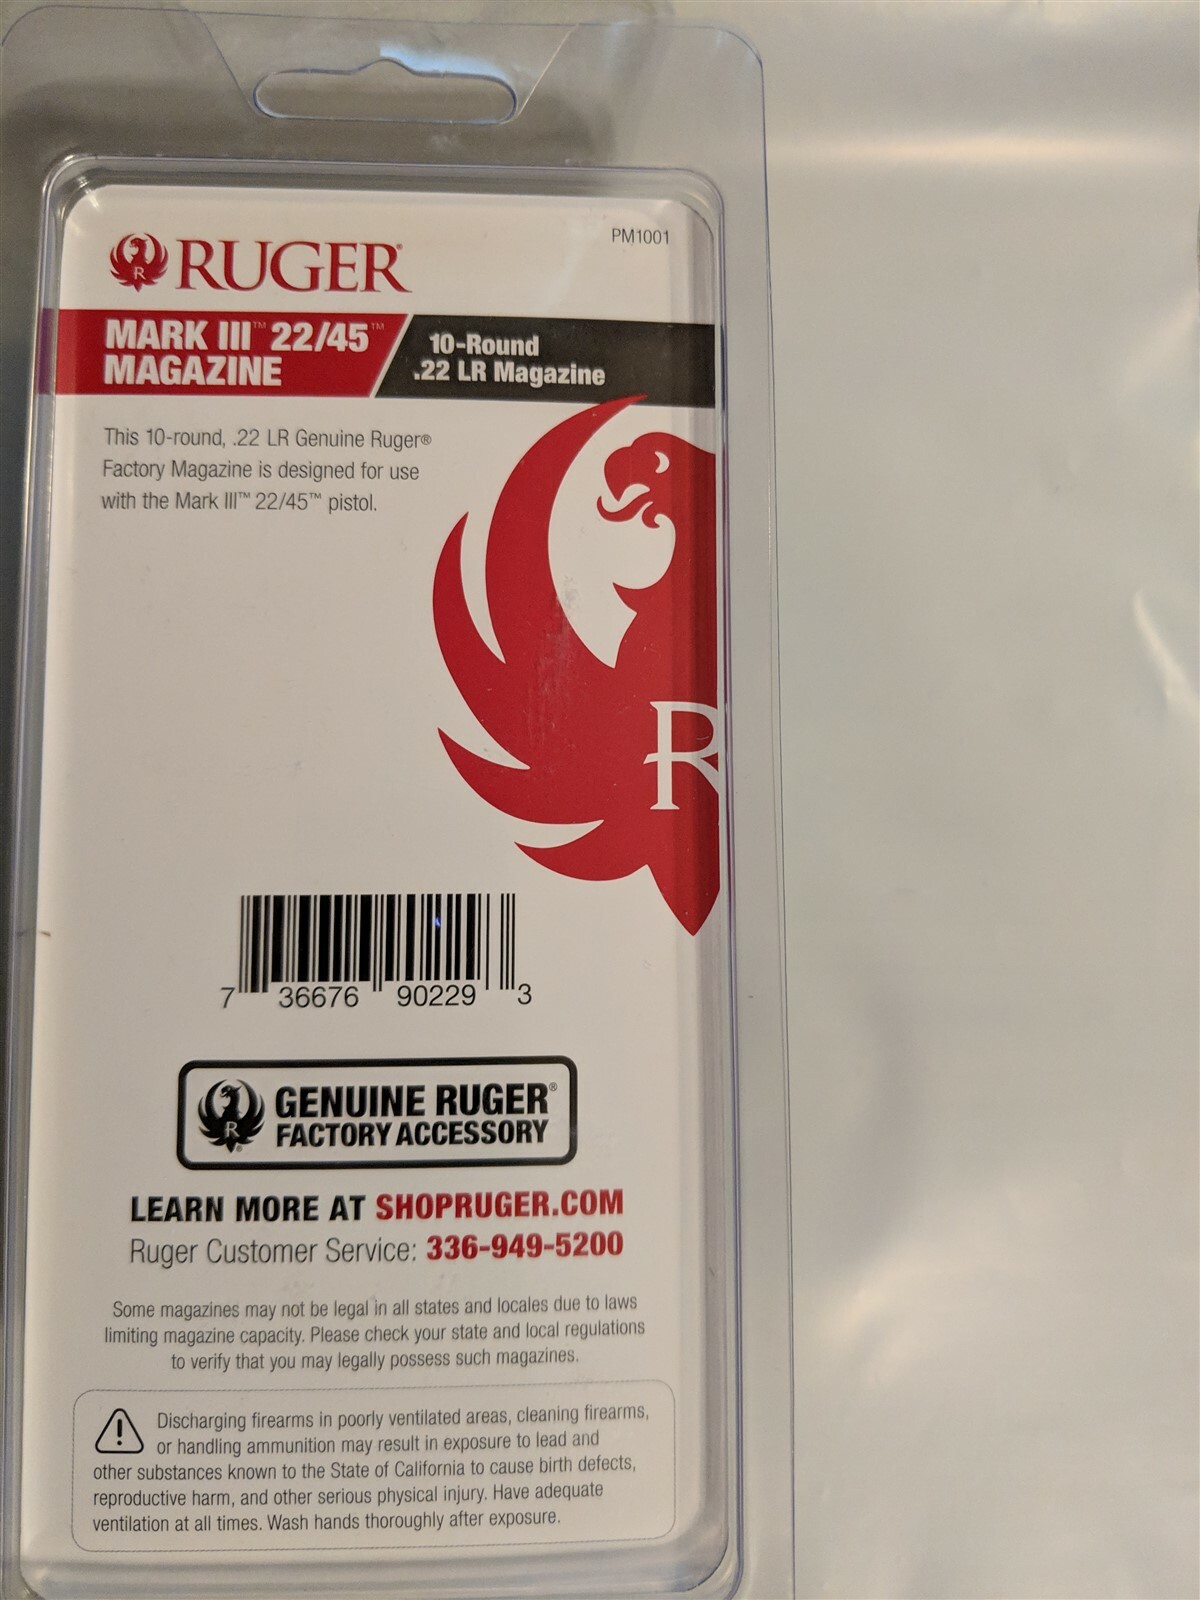 PM1001
R
RUGER®
MARK III™ 22/45™
MAGAZINE
10-Round
.22 LR Magazine
This 10-round, .22 LR Genuine Ruger®
Factory Magazine is designed for use
with the Mark III™ 22/45™ pistol.
R
7 36676 90229 3
R
GENUINE RUGER®
FACTORY ACCESSORY
LEARN MORE AT SHOPRUGER.COM
Ruger Customer Service: 336-949-5200
Some magazines may not be legal in all states and locales due to laws
limiting magazine capacity. Please check your state and local regulations
to verify that you may legally possess such magazines.
Discharging firearms in poorly ventilated areas, cleaning firearms,
or handling ammunition may result in exposure to lead and
other substances known to the State of California to cause birth defects,
reproductive harm, and other serious physical injury. Have adequate
ventilation at all times. Wash hands thoroughly after exposure.